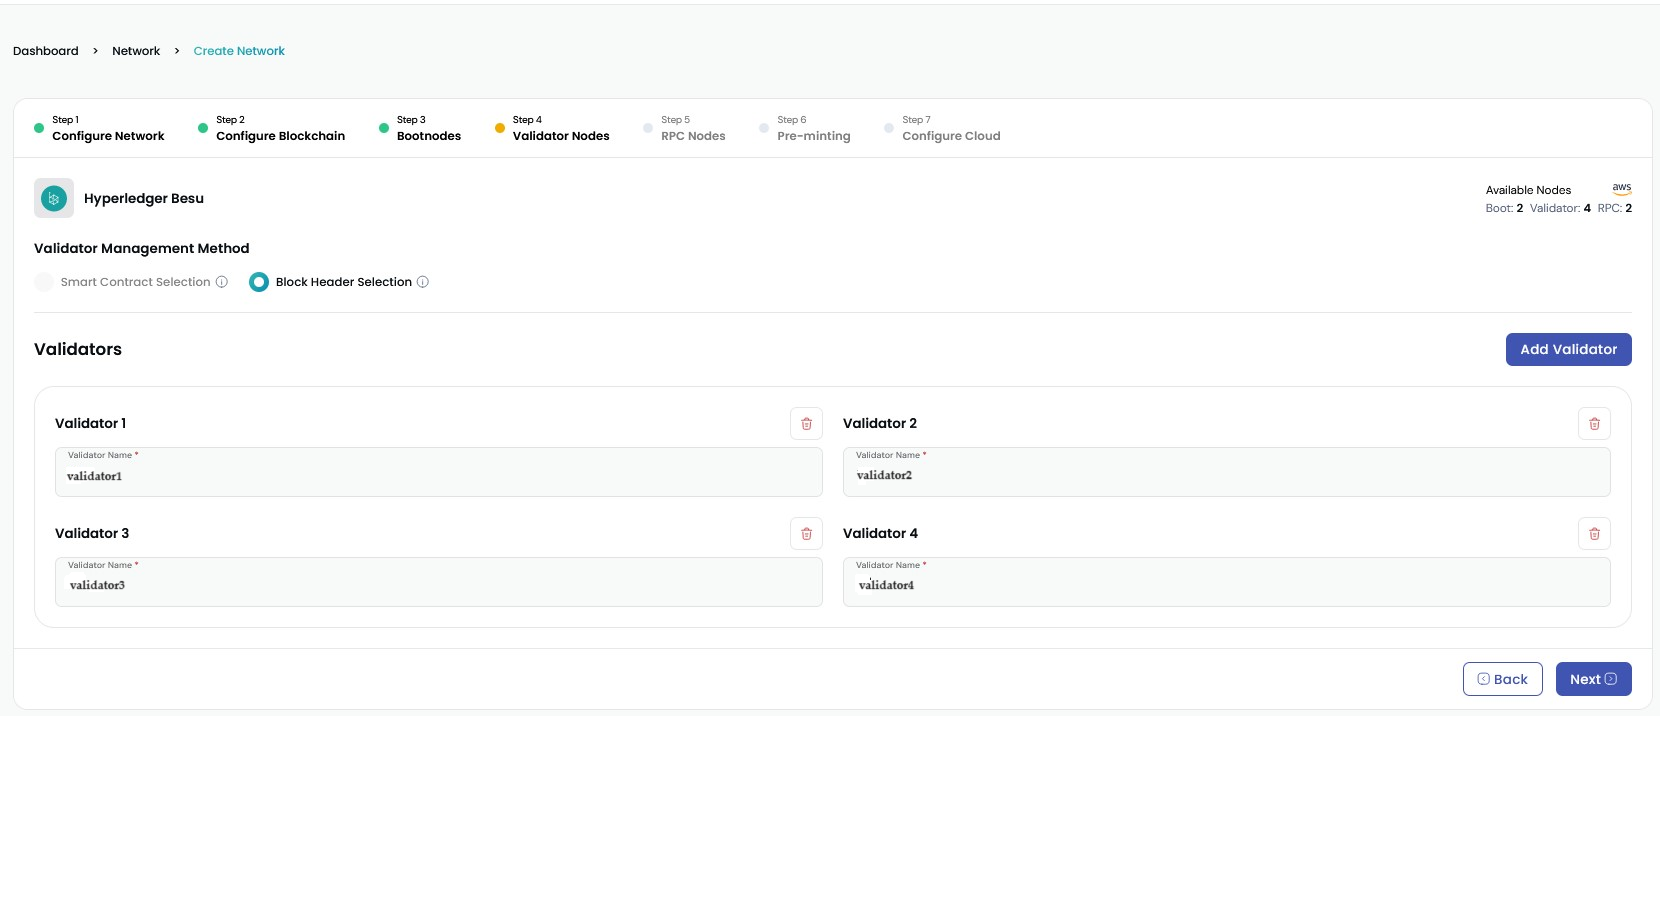 Dashboard > Network > Create Network
Step 1 Step 2 Step 3 Step 4 Step 5 Step 6 Step 7
Configure Network Configure Blockchain Bootnodes Validator Nodes RPC Nodes Pre-minting Configure Cloud
Hyperledger Besu
Available Nodes aws
Boot: 2 Validator: 4 RPC: 2
Validator Management Method
Smart Contract Selection Block Header Selection
Validators Add Validator
Validator 1 Validator 2
Validator Name * Validator Name *
validator1 validator2
Validator 3 Validator 4
Validator Name * Validator Name *
validator3 validator4
Back Next